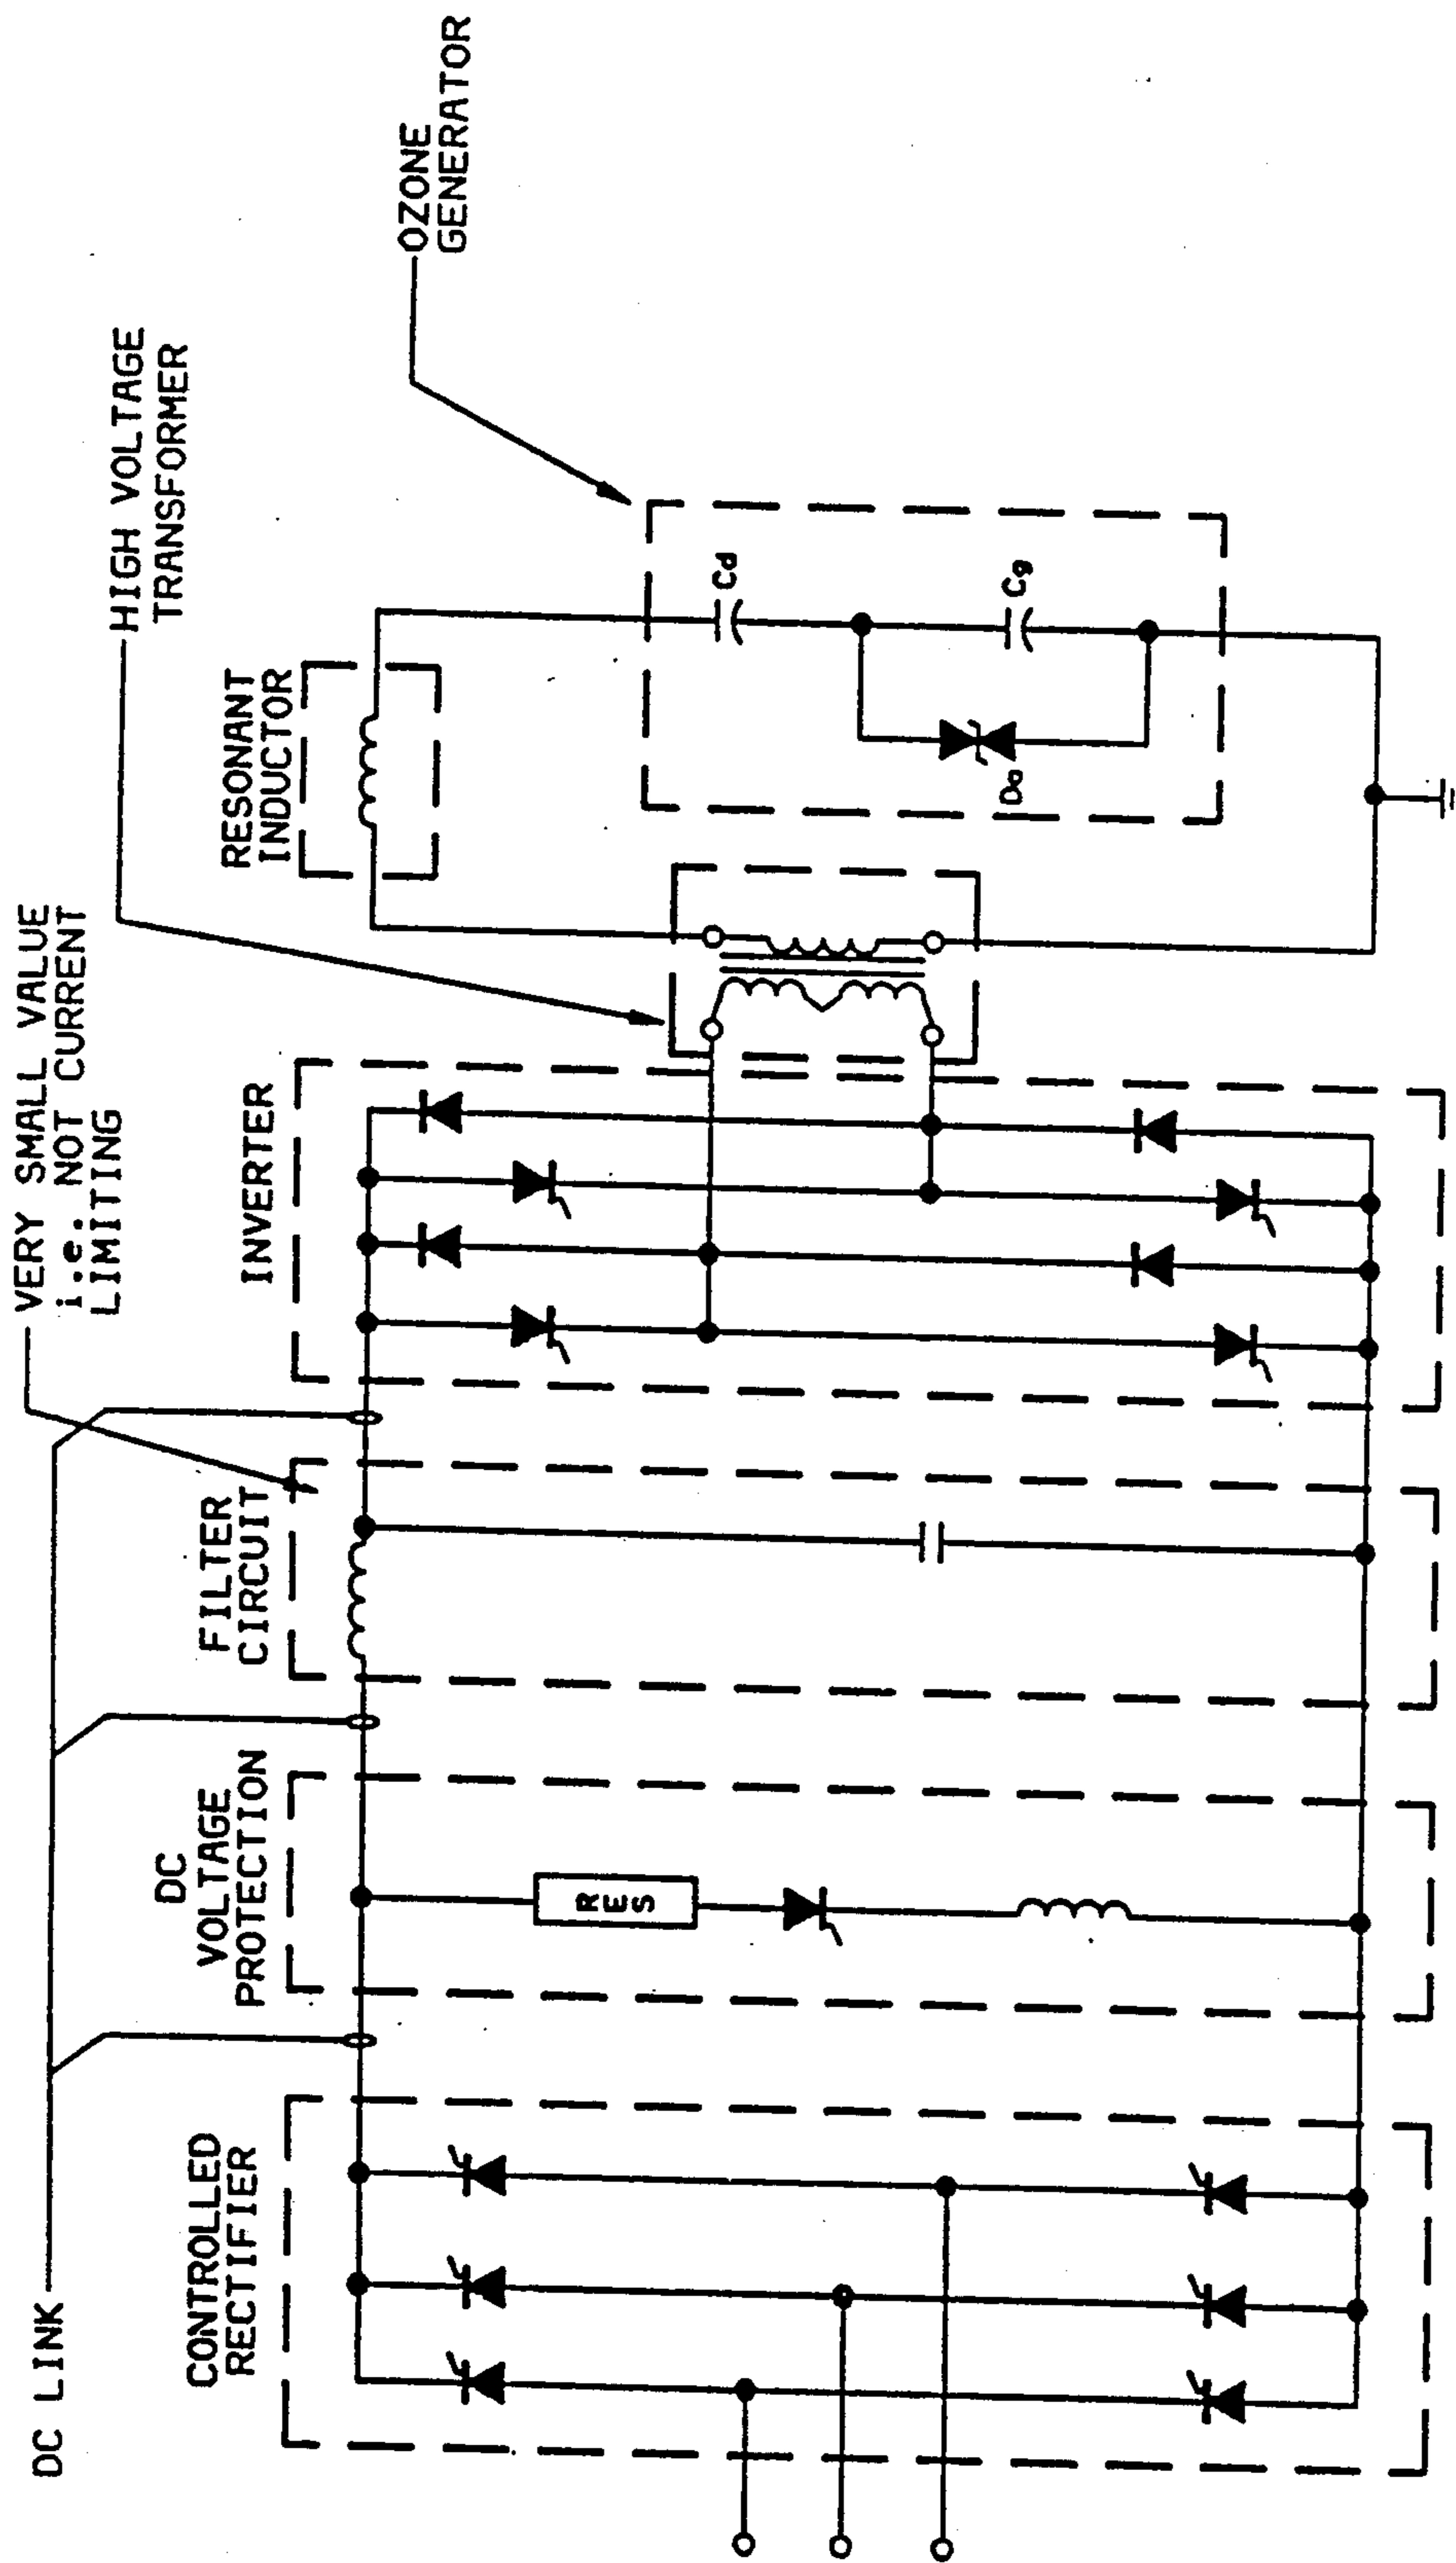 DC LINK
VERY SMALL VALUE
i.e. NOT CURRENT
LIMITING
HIGH VOLTAGE
TRANSFORMER
OZONE
GENERATOR
CONTROLLED
RECTIFIER
DC
VOLTAGE
PROTECTION
FILTER
CIRCUIT
INVERTER
RESONANT
INDUCTOR
RES
Cd
Cg
Da